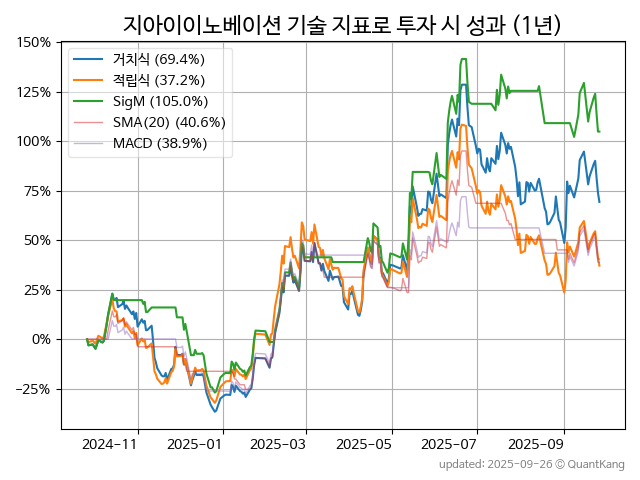 지아이이노베이션 기술 지표로 투자 시 성과 (1년)
150%
125%
100%
75%
50%
25%
0%
−25%
거치식 (69.4%)
적립식 (37.2%)
SigM (105.0%)
SMA(20) (40.6%)
MACD (38.9%)
2024-11
2025-01
2025-03
2025-05
2025-07
2025-09
updated: 2025-09-26 © QuantKang